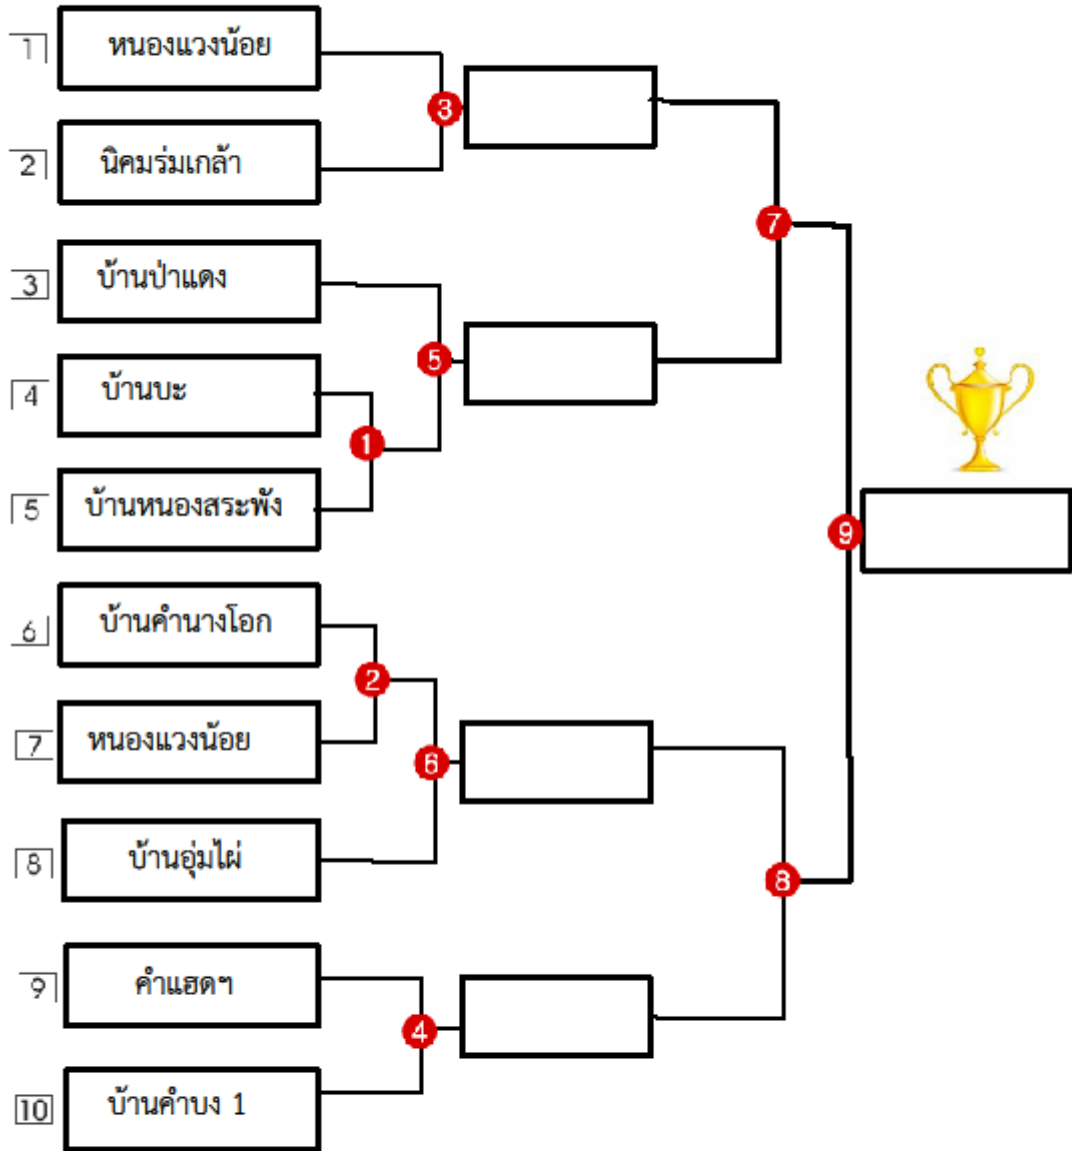 1 หนองแวงน้อย
3
2 นิคมร่มเกล้า
7
3 บ้านป่าแดง
5
4 บ้านบะ
1
5 บ้านหนองสระพัง
9
6 บ้านคำนางโอก
2
7 หนองแวงน้อย
6
8 บ้านอุ่มไผ่
8
9 คำแฮดฯ
4
10 บ้านคำบง 1